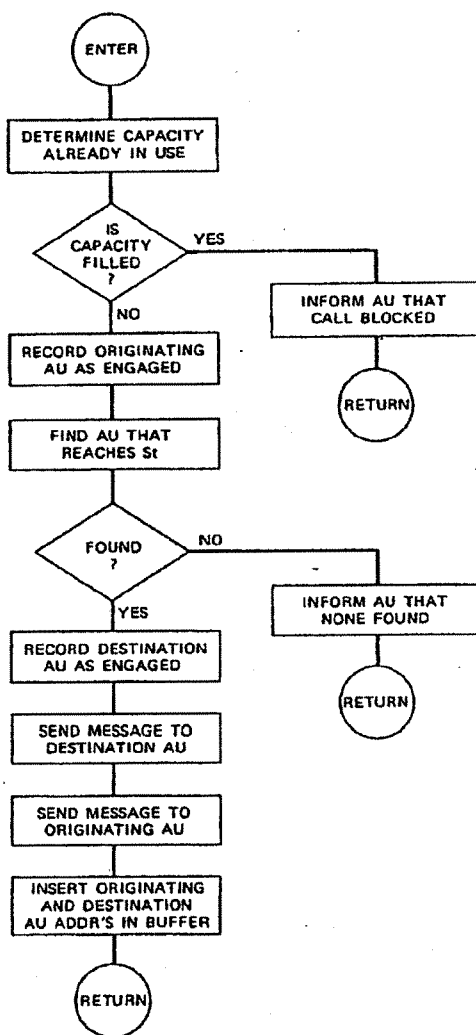 ENTER
DETERMINE CAPACITY
ALREADY IN USE
IS
CAPACITY
FILLED
?
YES
NO
INFORM AU THAT
CALL BLOCKED
RETURN
RECORD ORIGINATING
AU AS ENGAGED
FIND AU THAT
REACHES St
FOUND
?
NO
YES
INFORM AU THAT
NONE FOUND
RETURN
RECORD DESTINATION
AU AS ENGAGED
SEND MESSAGE TO
DESTINATION AU
SEND MESSAGE TO
ORIGINATING AU
INSERT ORIGINATING
AND DESTINATION
AU ADDR'S IN BUFFER
RETURN